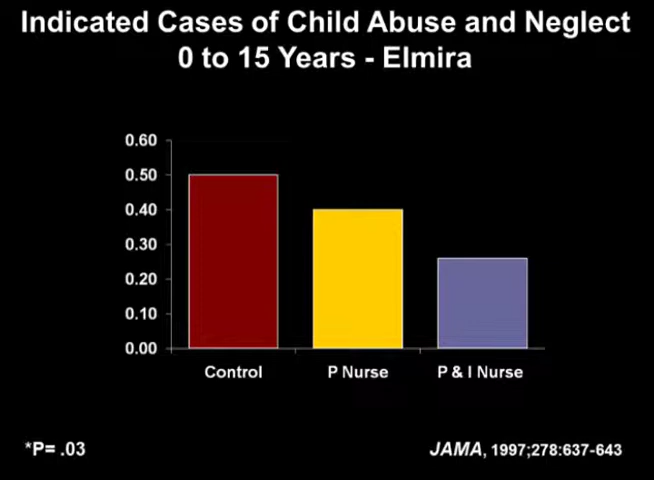 Indicated Cases of Child Abuse and Neglect
0 to 15 Years - Elmira
0.60
0.50
0.40
0.30
0.20
0.10
0.00
Control P Nurse P & I Nurse
*P= .03 JAMA, 1997;278:637-643